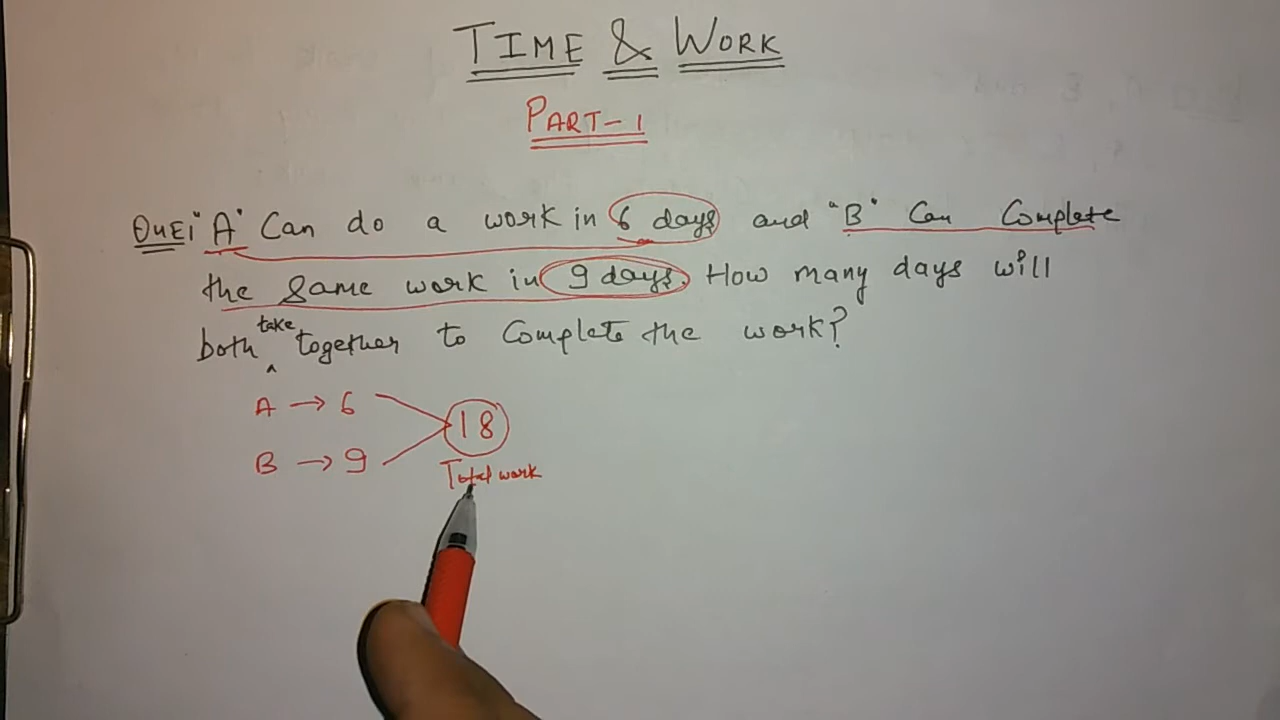 TIME & WORK
PART-1
QUE: "A" Can do a work in 6 days and "B" Can Complete
the Same work in 9 days. How many days will
both take together to Complete the work?
A → 6
18
B → 9
Total work